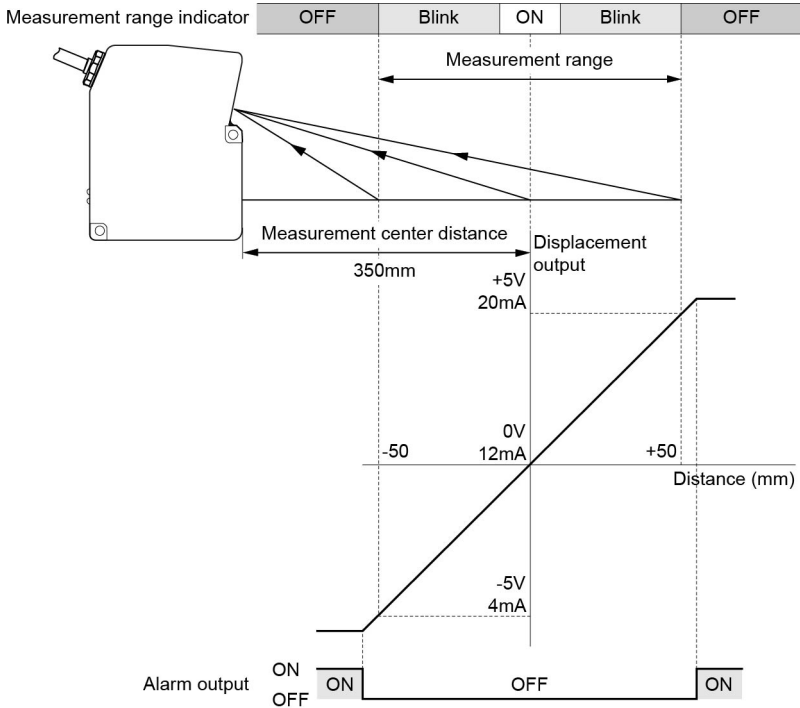 Measurement range indicator OFF Blink ON Blink OFF
Measurement range
Measurement center distance
350mm
Displacement
output
+5V
20mA
0V
12mA
-50
+50
Distance (mm)
-5V
4mA
Alarm output
ON
OFF
ON OFF ON